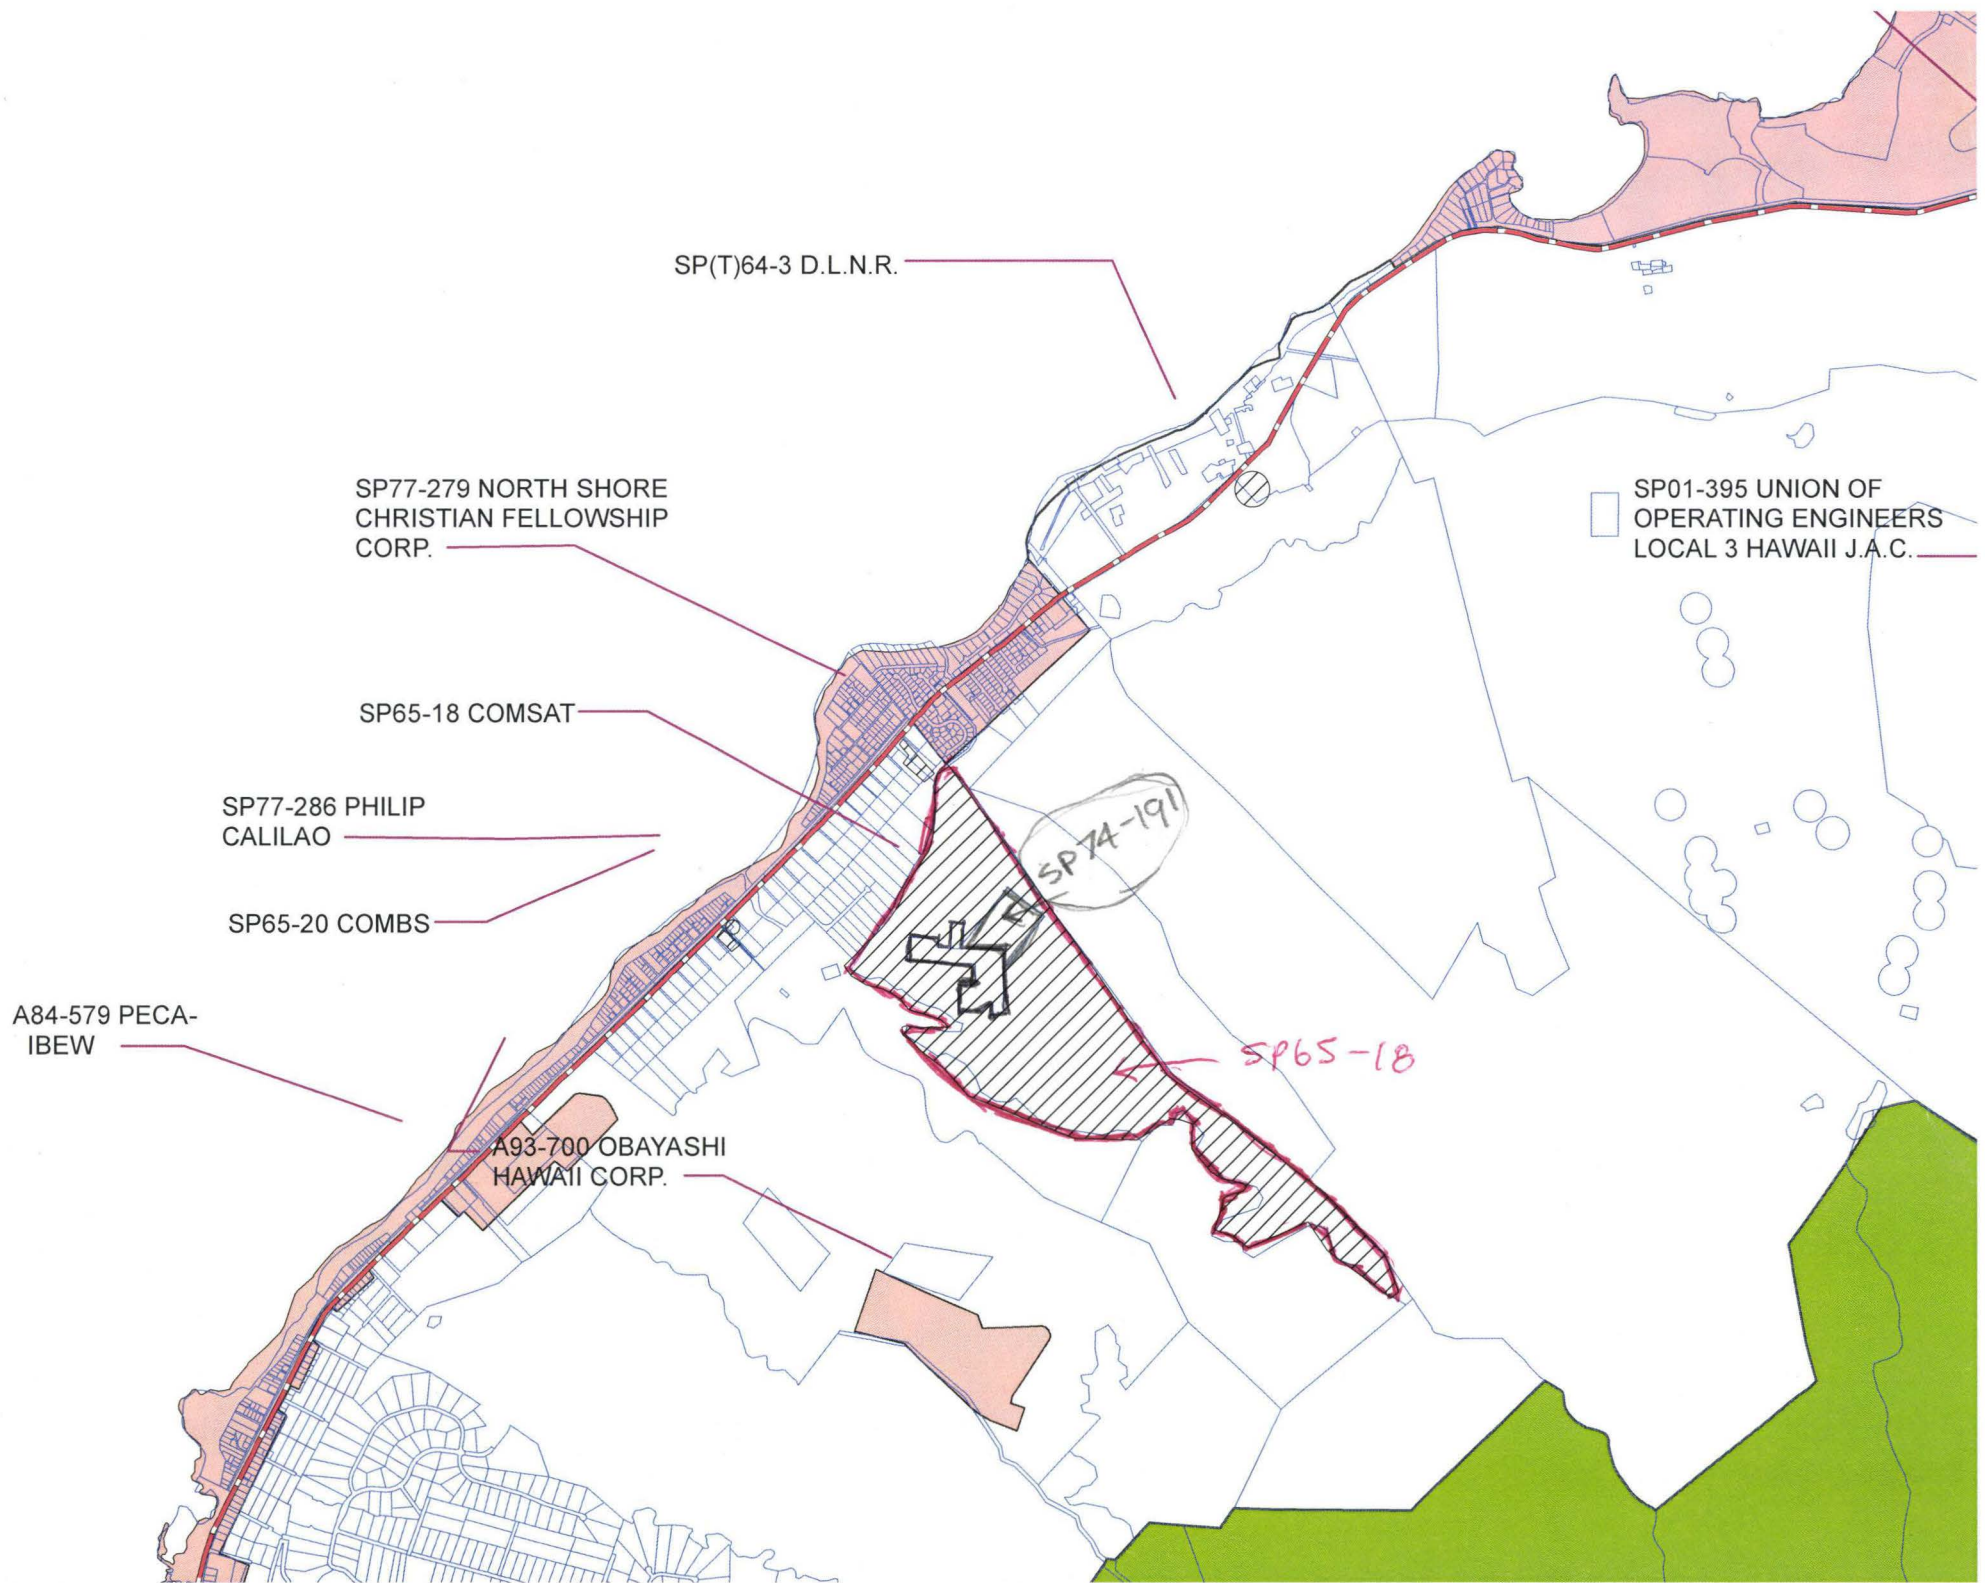 SP(T)64-3 D.L.N.R.
SP77-279 NORTH SHORE
CHRISTIAN FELLOWSHIP
CORP.
SP01-395 UNION OF
OPERATING ENGINEERS
LOCAL 3 HAWAII J.A.C.
SP65-18 COMSAT
SP77-286 PHILIP
CALILAO
SP74-191
SP65-20 COMBS
A84-579 PECA-
IBEW
SP65-18
A93-700 OBAYASHI
HAWAII CORP.